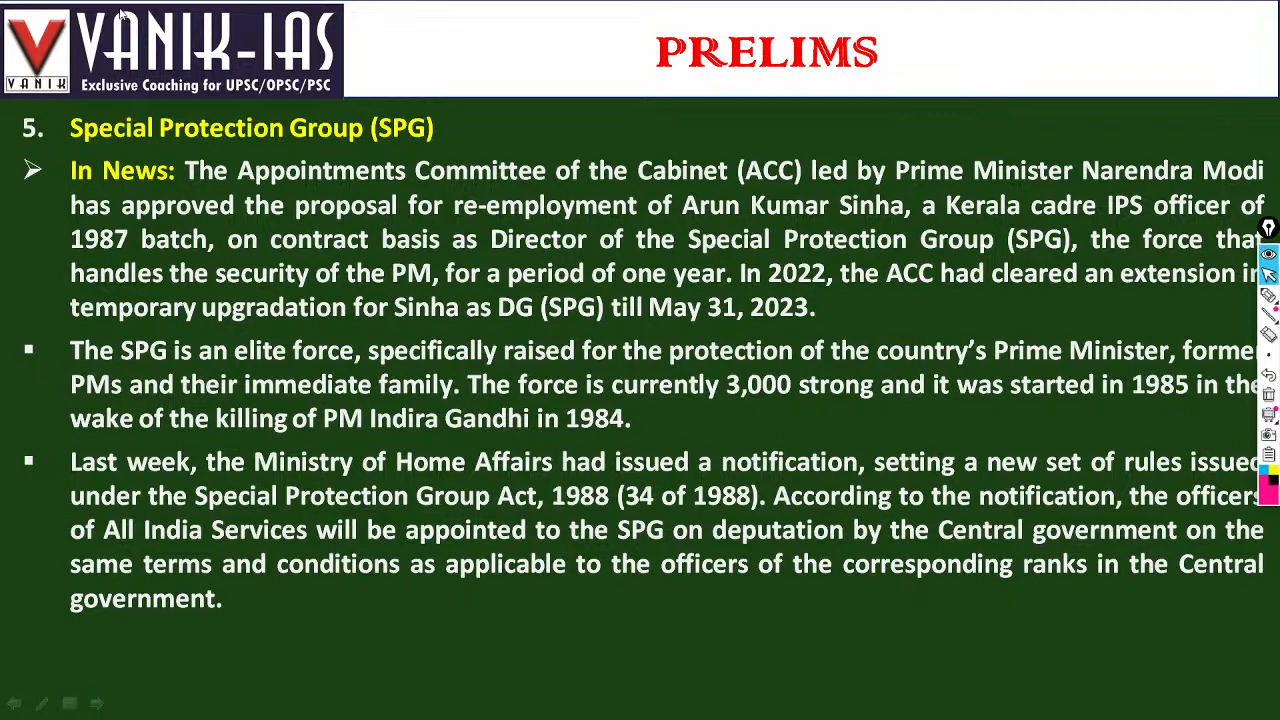 VANIK-IAS
VANIK
Exclusive Coaching for UPSC/OPSC/PSC
PRELIMS
5. Special Protection Group (SPG)
➢ In News: The Appointments Committee of the Cabinet (ACC) led by Prime Minister Narendra Modi
has approved the proposal for re-employment of Arun Kumar Sinha, a Kerala cadre IPS officer of
1987 batch, on contract basis as Director of the Special Protection Group (SPG), the force that
handles the security of the PM, for a period of one year. In 2022, the ACC had cleared an extension in
temporary upgradation for Sinha as DG (SPG) till May 31, 2023.
▪ The SPG is an elite force, specifically raised for the protection of the country’s Prime Minister, former
PMs and their immediate family. The force is currently 3,000 strong and it was started in 1985 in the
wake of the killing of PM Indira Gandhi in 1984.
▪ Last week, the Ministry of Home Affairs had issued a notification, setting a new set of rules issued
under the Special Protection Group Act, 1988 (34 of 1988). According to the notification, the officers
of All India Services will be appointed to the SPG on deputation by the Central government on the
same terms and conditions as applicable to the officers of the corresponding ranks in the Central
government.